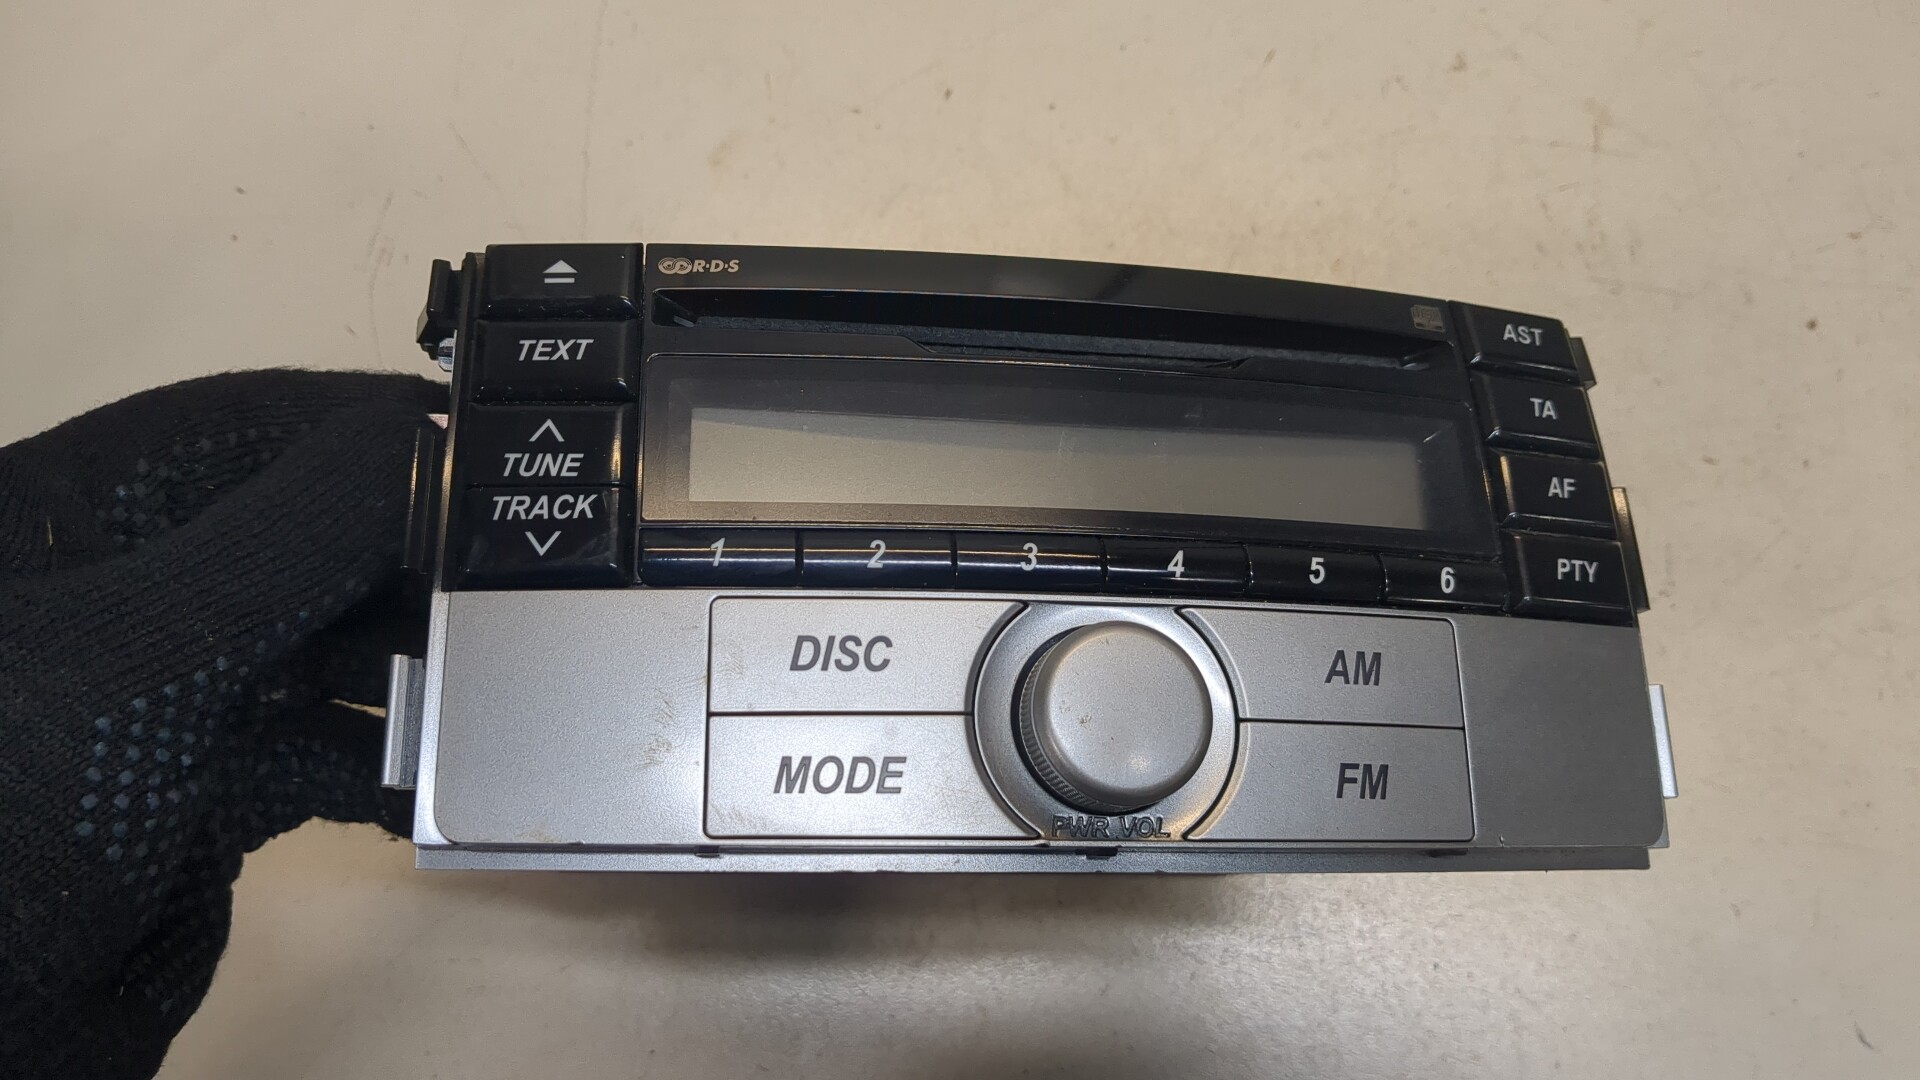 R·D·S
TEXT
TUNE
TRACK
AST
TA
AF
PTY
1 2 3 4 5 6
DISC
AM
MODE
FM
PWR VOL